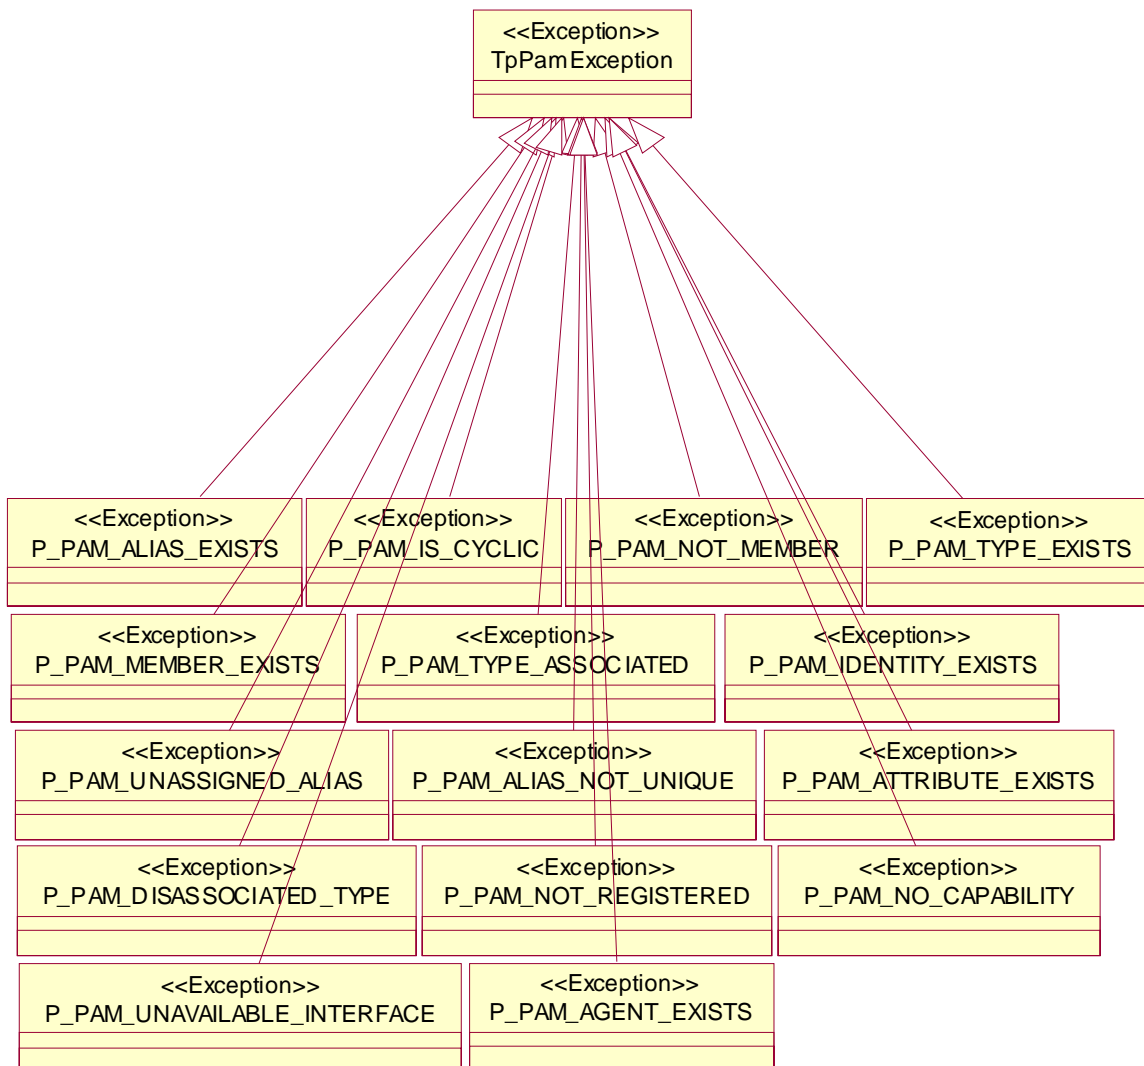 <<Exception>>
TpPamException
<<Exception>>
P_PAM_ALIAS_EXISTS
<<Exception>>
P_PAM_IS_CYCLIC
<<Exception>>
P_PAM_NOT_MEMBER
<<Exception>>
P_PAM_TYPE_EXISTS
<<Exception>>
P_PAM_MEMBER_EXISTS
<<Exception>>
P_PAM_TYPE_ASSOCIATED
<<Exception>>
P_PAM_IDENTITY_EXISTS
<<Exception>>
P_PAM_UNASSIGNED_ALIAS
<<Exception>>
P_PAM_ALIAS_NOT_UNIQUE
<<Exception>>
P_PAM_ATTRIBUTE_EXISTS
<<Exception>>
P_PAM_DISASSOCIATED_TYPE
<<Exception>>
P_PAM_NOT_REGISTERED
<<Exception>>
P_PAM_NO_CAPABILITY
<<Exception>>
P_PAM_UNAVAILABLE_INTERFACE
<<Exception>>
P_PAM_AGENT_EXISTS